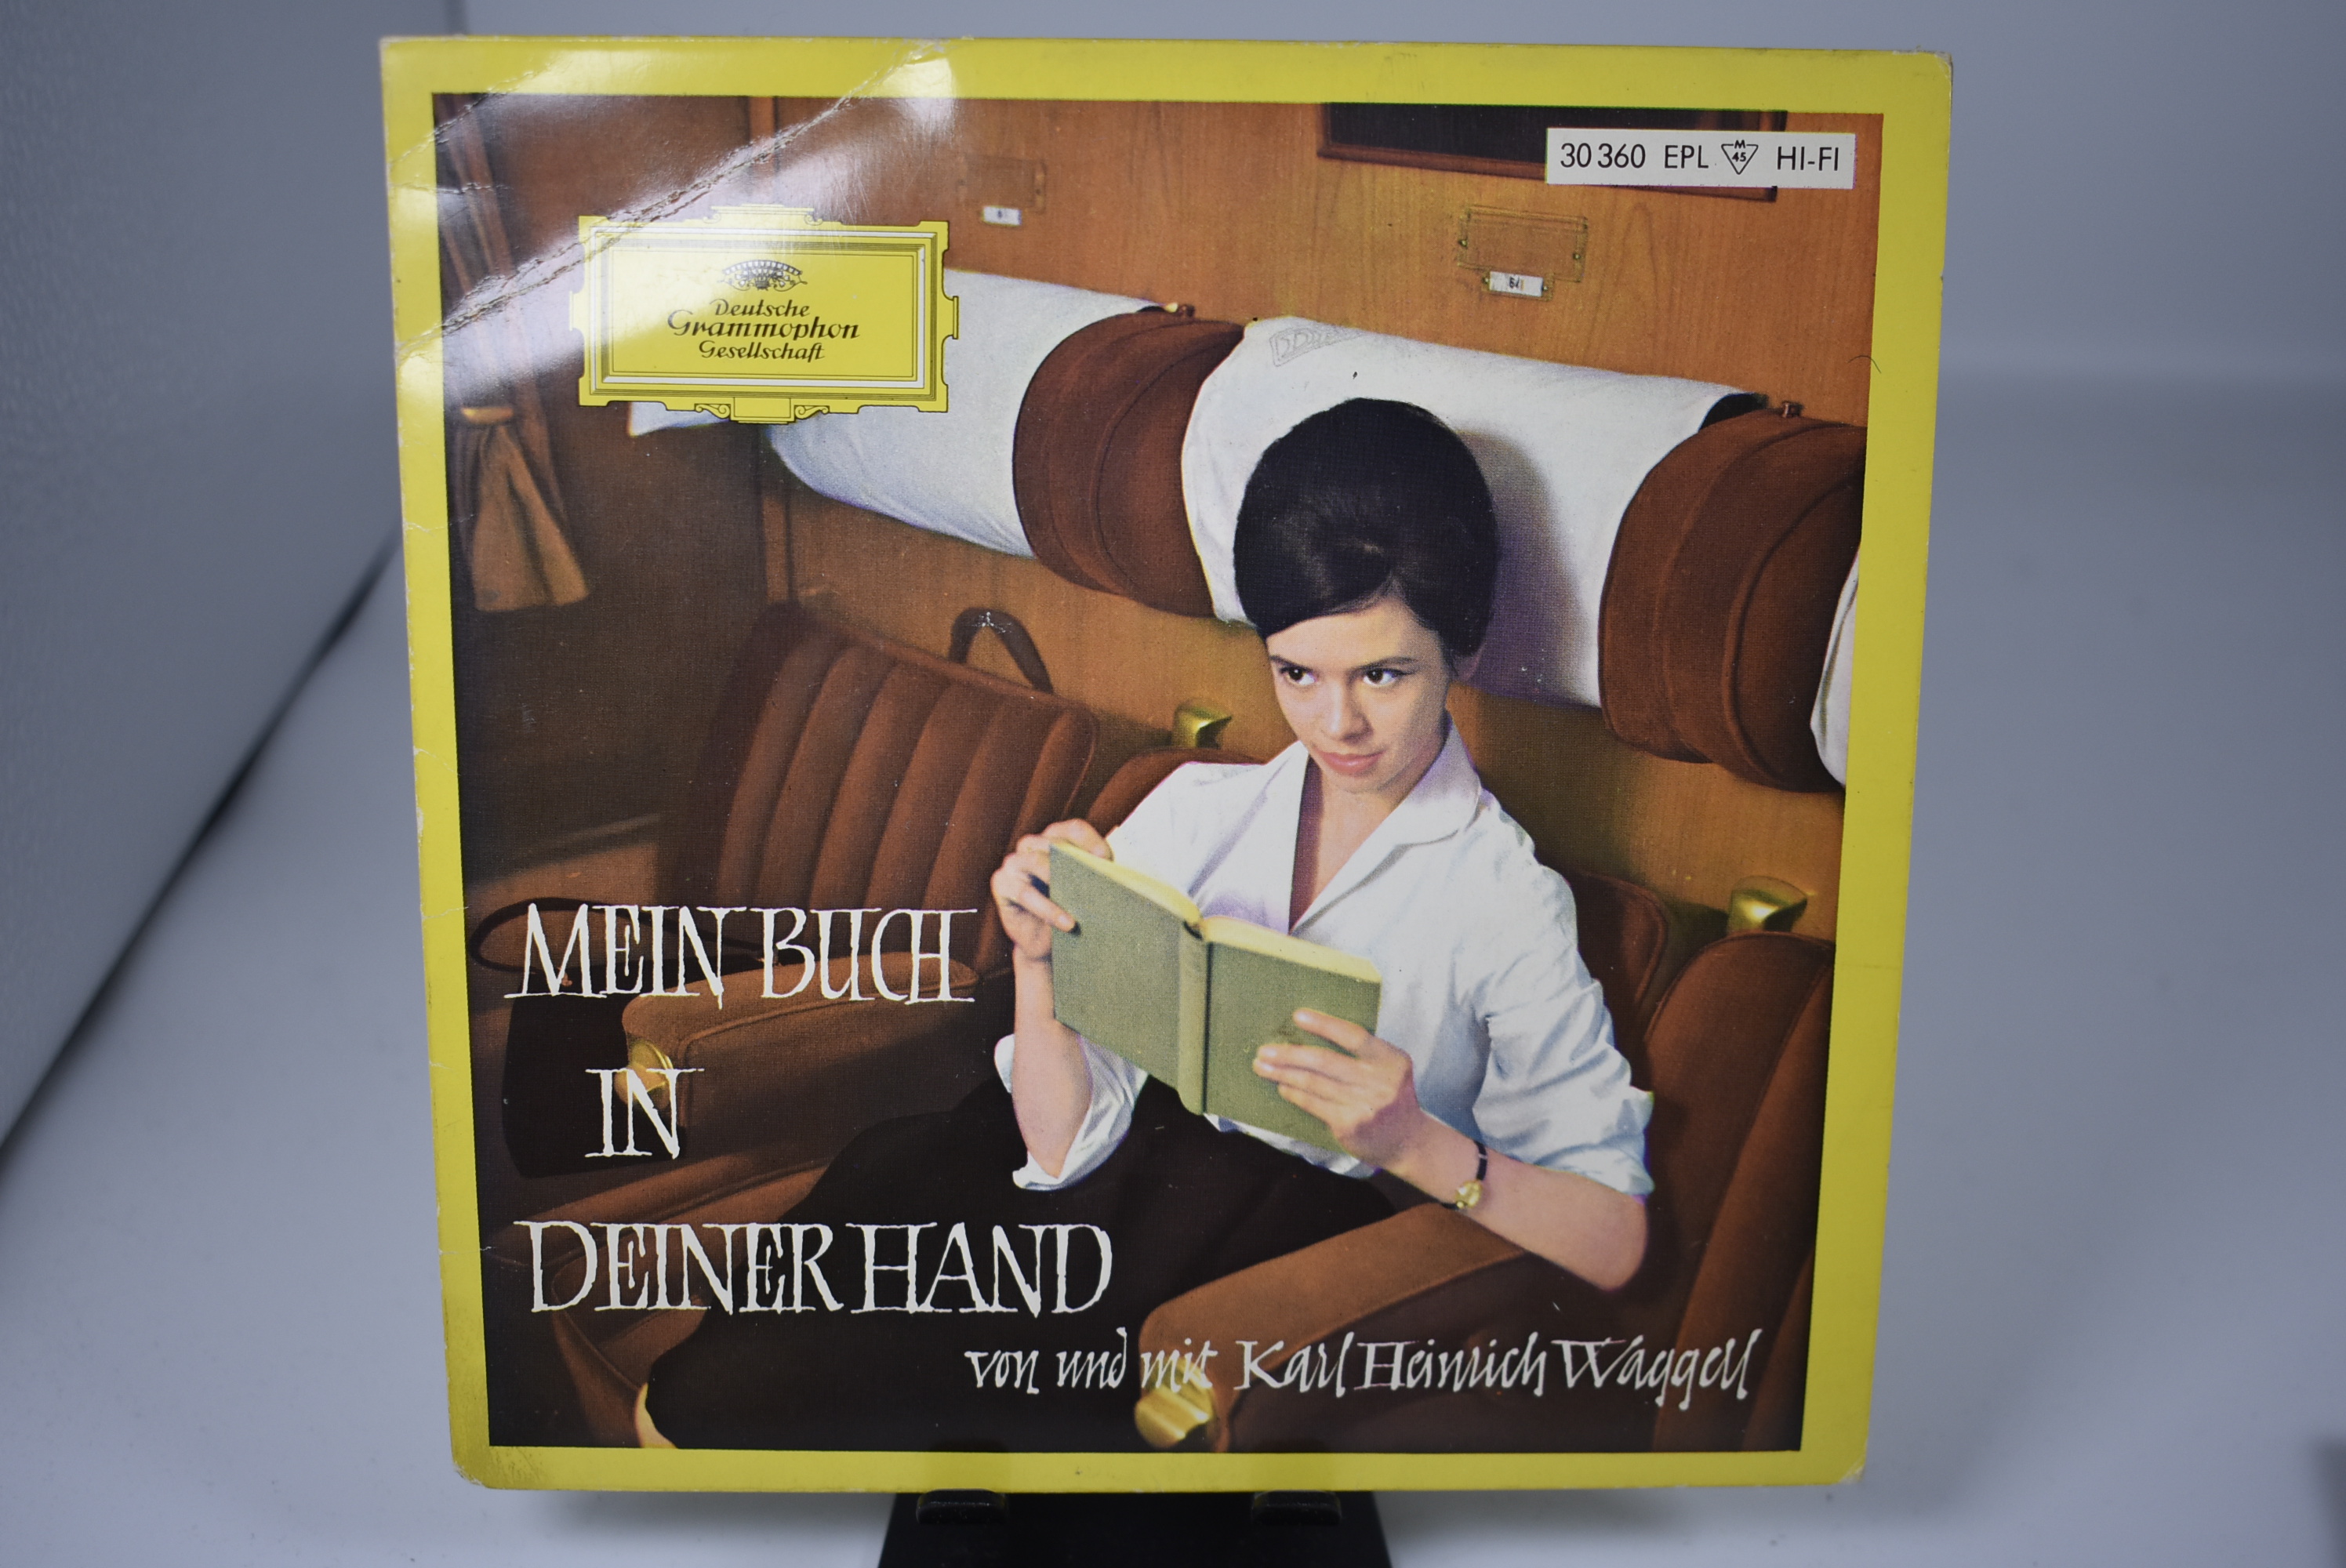 30 360 EPL M 45 HI-FI
Deutsche
Grammophon
Gesellschaft
MEIN BUCH
IN
DEINER HAND
von und mit Karl Heinrich Waggerl